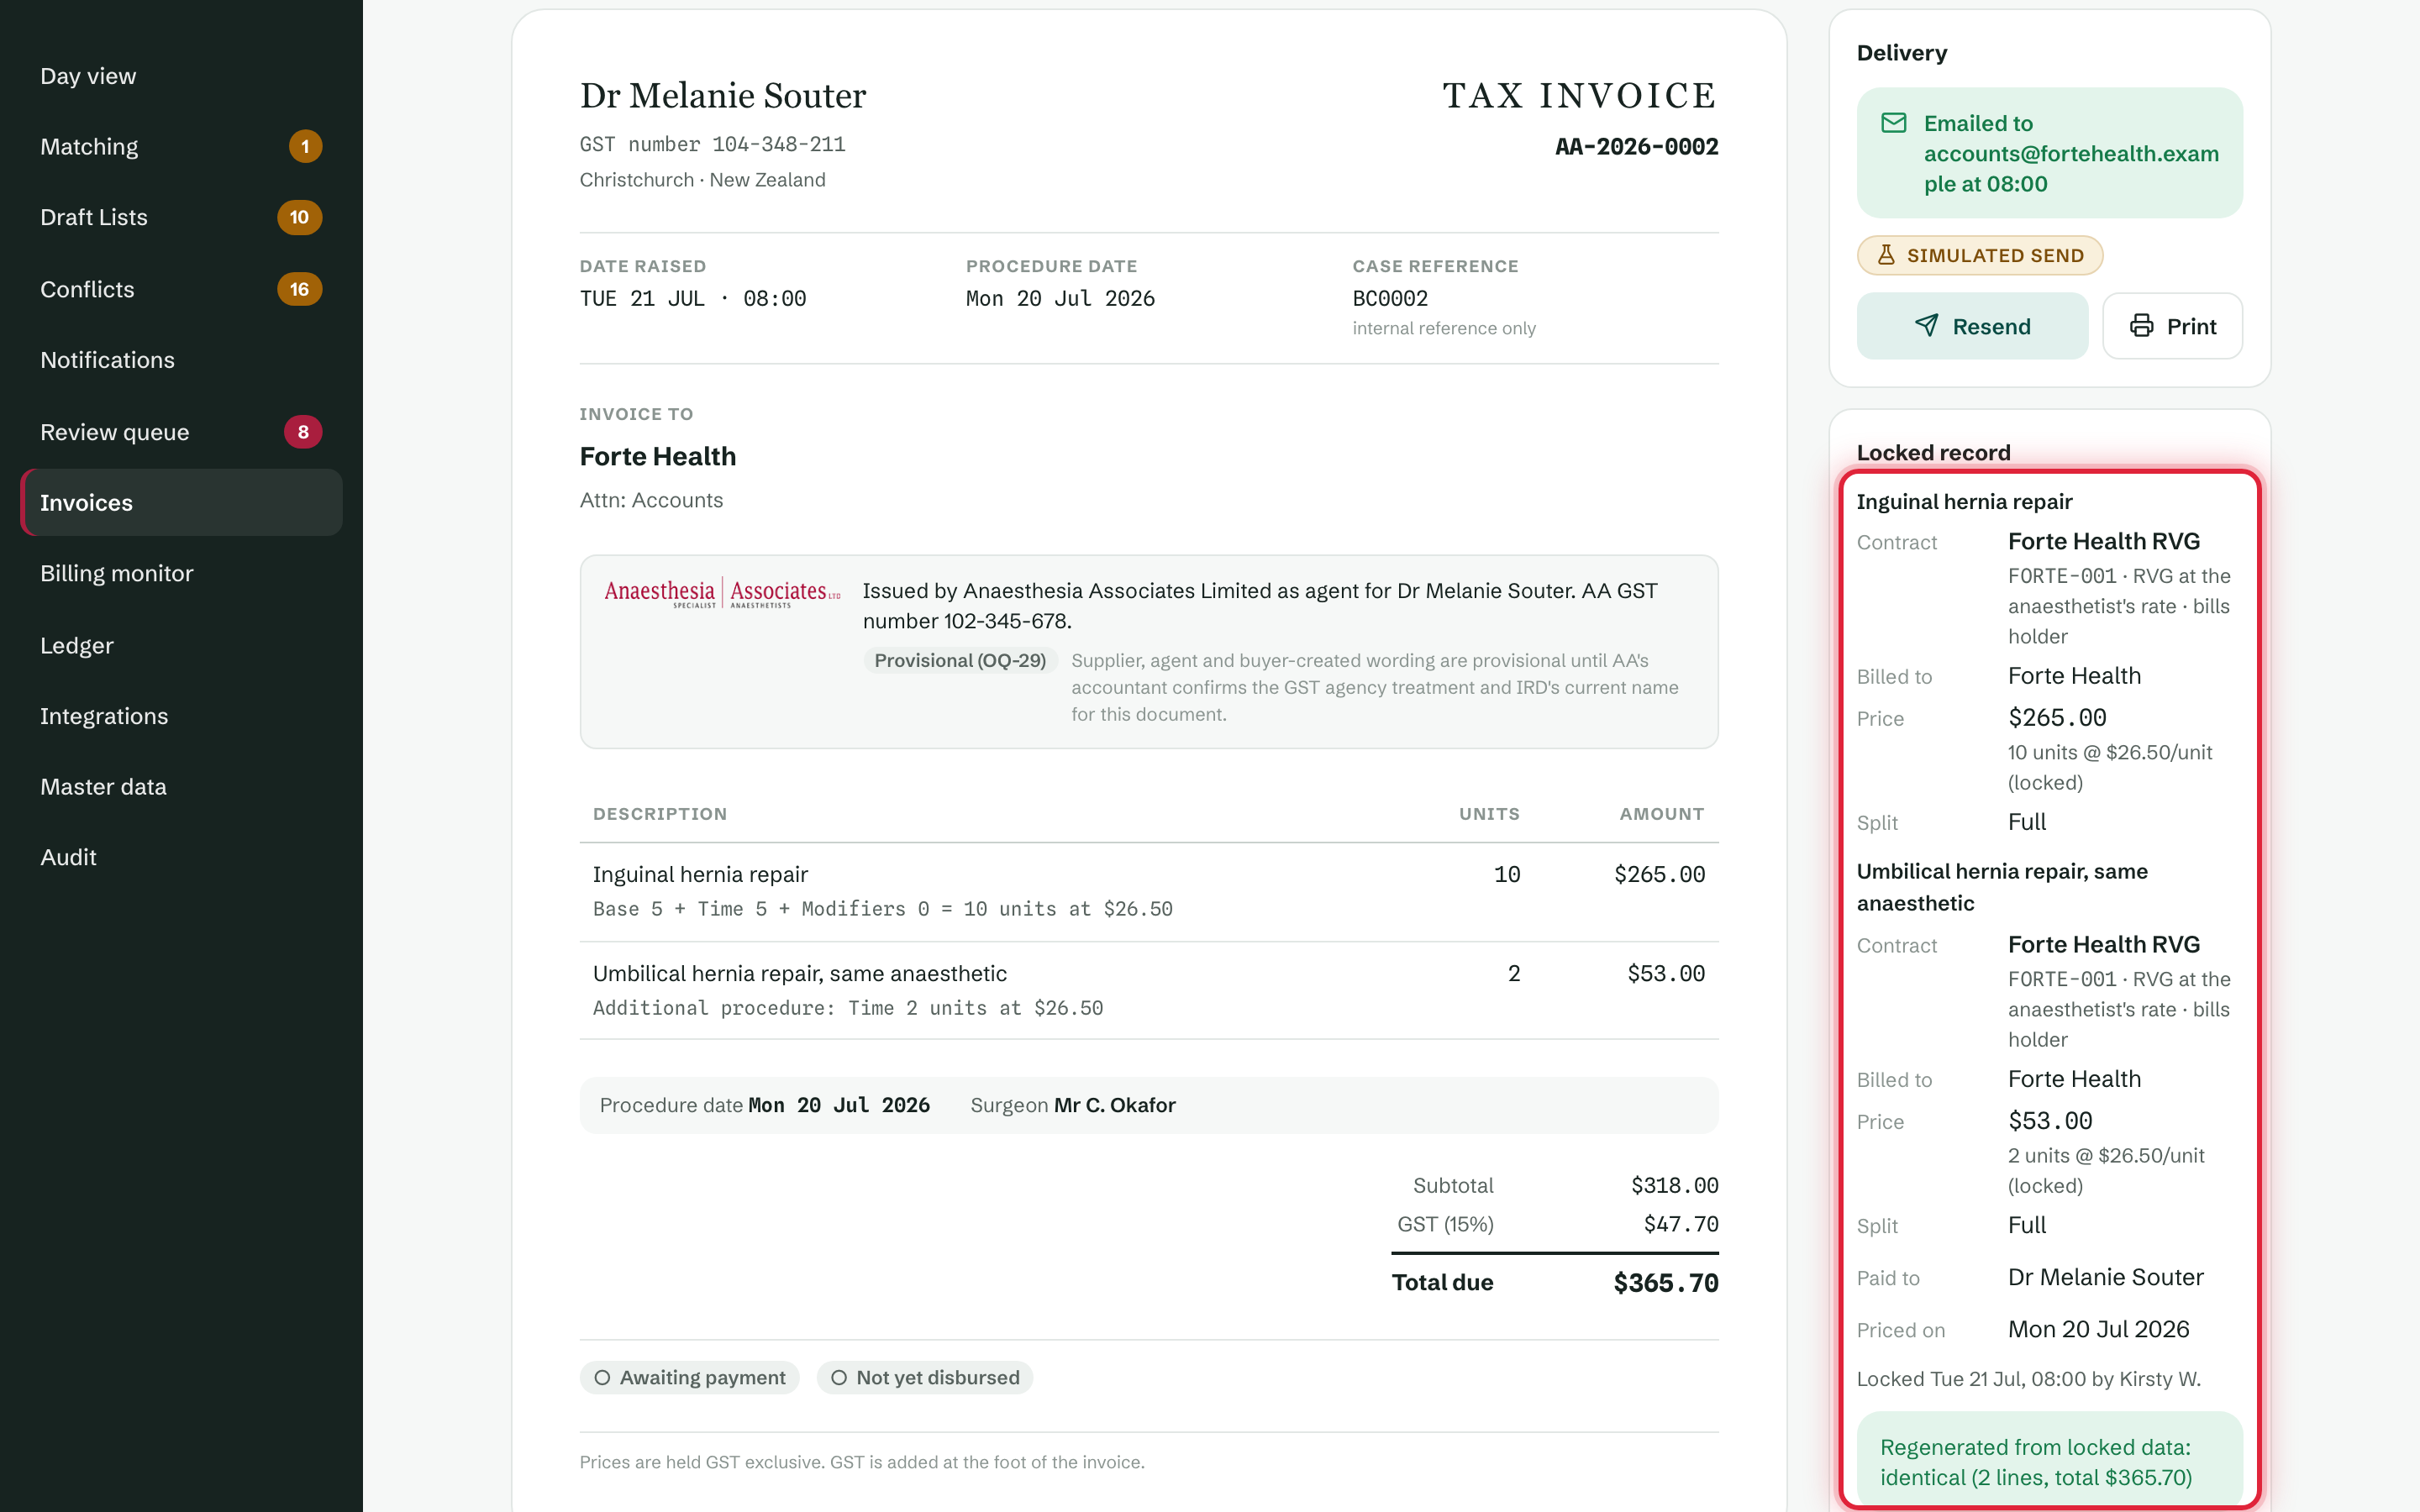 Day view
Matching 1
Draft Lists 10
Conflicts 16
Notifications
Review queue 8
Invoices
Billing monitor
Ledger
Integrations
Master data
Audit
Dr Melanie Souter
GST number 104-348-211
Christchurch · New Zealand
TAX INVOICE
AA-2026-0002
DATE RAISED
TUE 21 JUL · 08:00
PROCEDURE DATE
Mon 20 Jul 2026
CASE REFERENCE
BC0002
internal reference only
INVOICE TO
Forte Health
Attn: Accounts
Anaesthesia Associates LTD
SPECIALIST ANAESTHETISTS
Issued by Anaesthesia Associates Limited as agent for Dr Melanie Souter. AA GST
number 102-345-678.
Provisional (OQ-29)
Supplier, agent and buyer-created wording are provisional until AA's
accountant confirms the GST agency treatment and IRD's current name
for this document.
DESCRIPTION UNITS AMOUNT
Inguinal hernia repair 10 $265.00
Base 5 + Time 5 + Modifiers 0 = 10 units at $26.50
Umbilical hernia repair, same anaesthetic 2 $53.00
Additional procedure: Time 2 units at $26.50
Procedure date Mon 20 Jul 2026 Surgeon Mr C. Okafor
Subtotal $318.00
GST (15%) $47.70
Total due $365.70
Awaiting payment Not yet disbursed
Prices are held GST exclusive. GST is added at the foot of the invoice.
Delivery
Emailed to
accounts@fortehealth.exam
ple at 08:00
SIMULATED SEND
Resend Print
Locked record
Inguinal hernia repair
Contract Forte Health RVG
FORTE-001 · RVG at the
anaesthetist's rate · bills
holder
Billed to Forte Health
Price $265.00
10 units @ $26.50/unit
(locked)
Split Full
Umbilical hernia repair, same
anaesthetic
Contract Forte Health RVG
FORTE-001 · RVG at the
anaesthetist's rate · bills
holder
Billed to Forte Health
Price $53.00
2 units @ $26.50/unit
(locked)
Split Full
Paid to Dr Melanie Souter
Priced on Mon 20 Jul 2026
Locked Tue 21 Jul, 08:00 by Kirsty W.
Regenerated from locked data:
identical (2 lines, total $365.70)